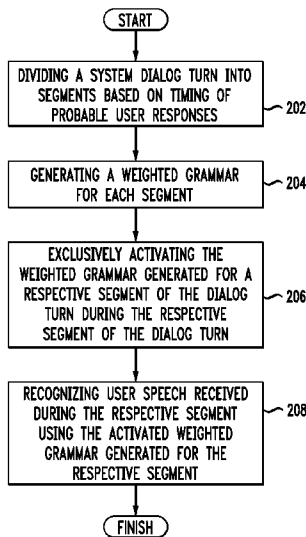 START
DIVIDING A SYSTEM DIALOG TURN INTO
SEGMENTS BASED ON TIMING OF
PROBABLE USER RESPONSES
202
GENERATING A WEIGHTED GRAMMAR
FOR EACH SEGMENT
204
EXCLUSIVELY ACTIVATING THE
WEIGHTED GRAMMAR GENERATED FOR A
RESPECTIVE SEGMENT OF THE DIALOG
TURN DURING THE RESPECTIVE
SEGMENT OF THE DIALOG TURN
206
RECOGNIZING USER SPEECH RECEIVED
DURING THE RESPECTIVE SEGMENT
USING THE ACTIVATED WEIGHTED
GRAMMAR GENERATED FOR THE
RESPECTIVE SEGMENT
208
FINISH